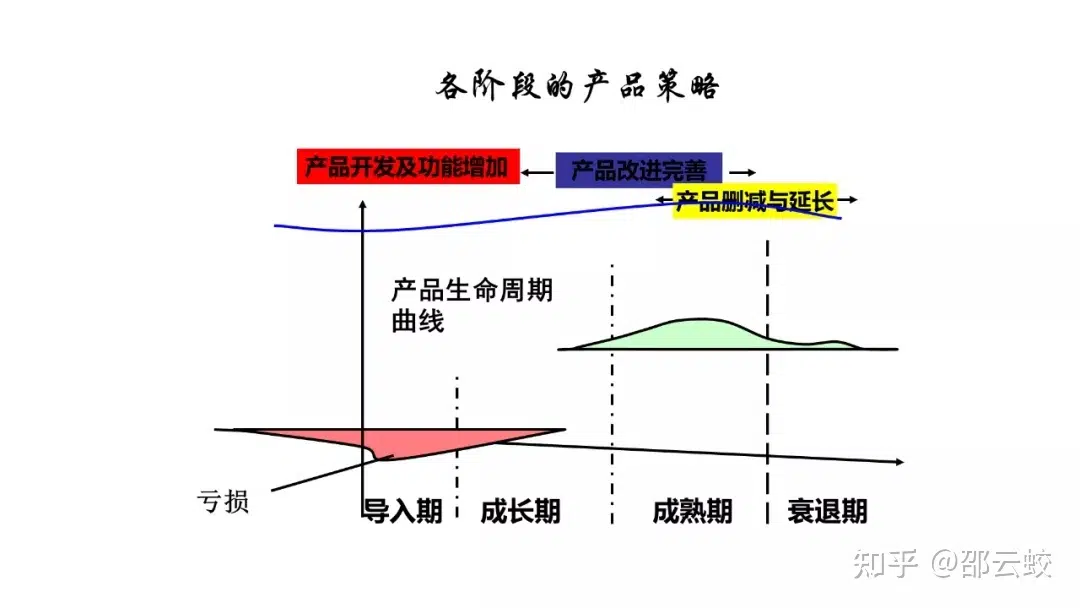 各阶段的产品策略
产品开发及功能增加
产品改进完善
产品删减与延长
产品生命周期
曲线
亏损
导入期
成长期
成熟期
衰退期
知乎 @邵云蛟